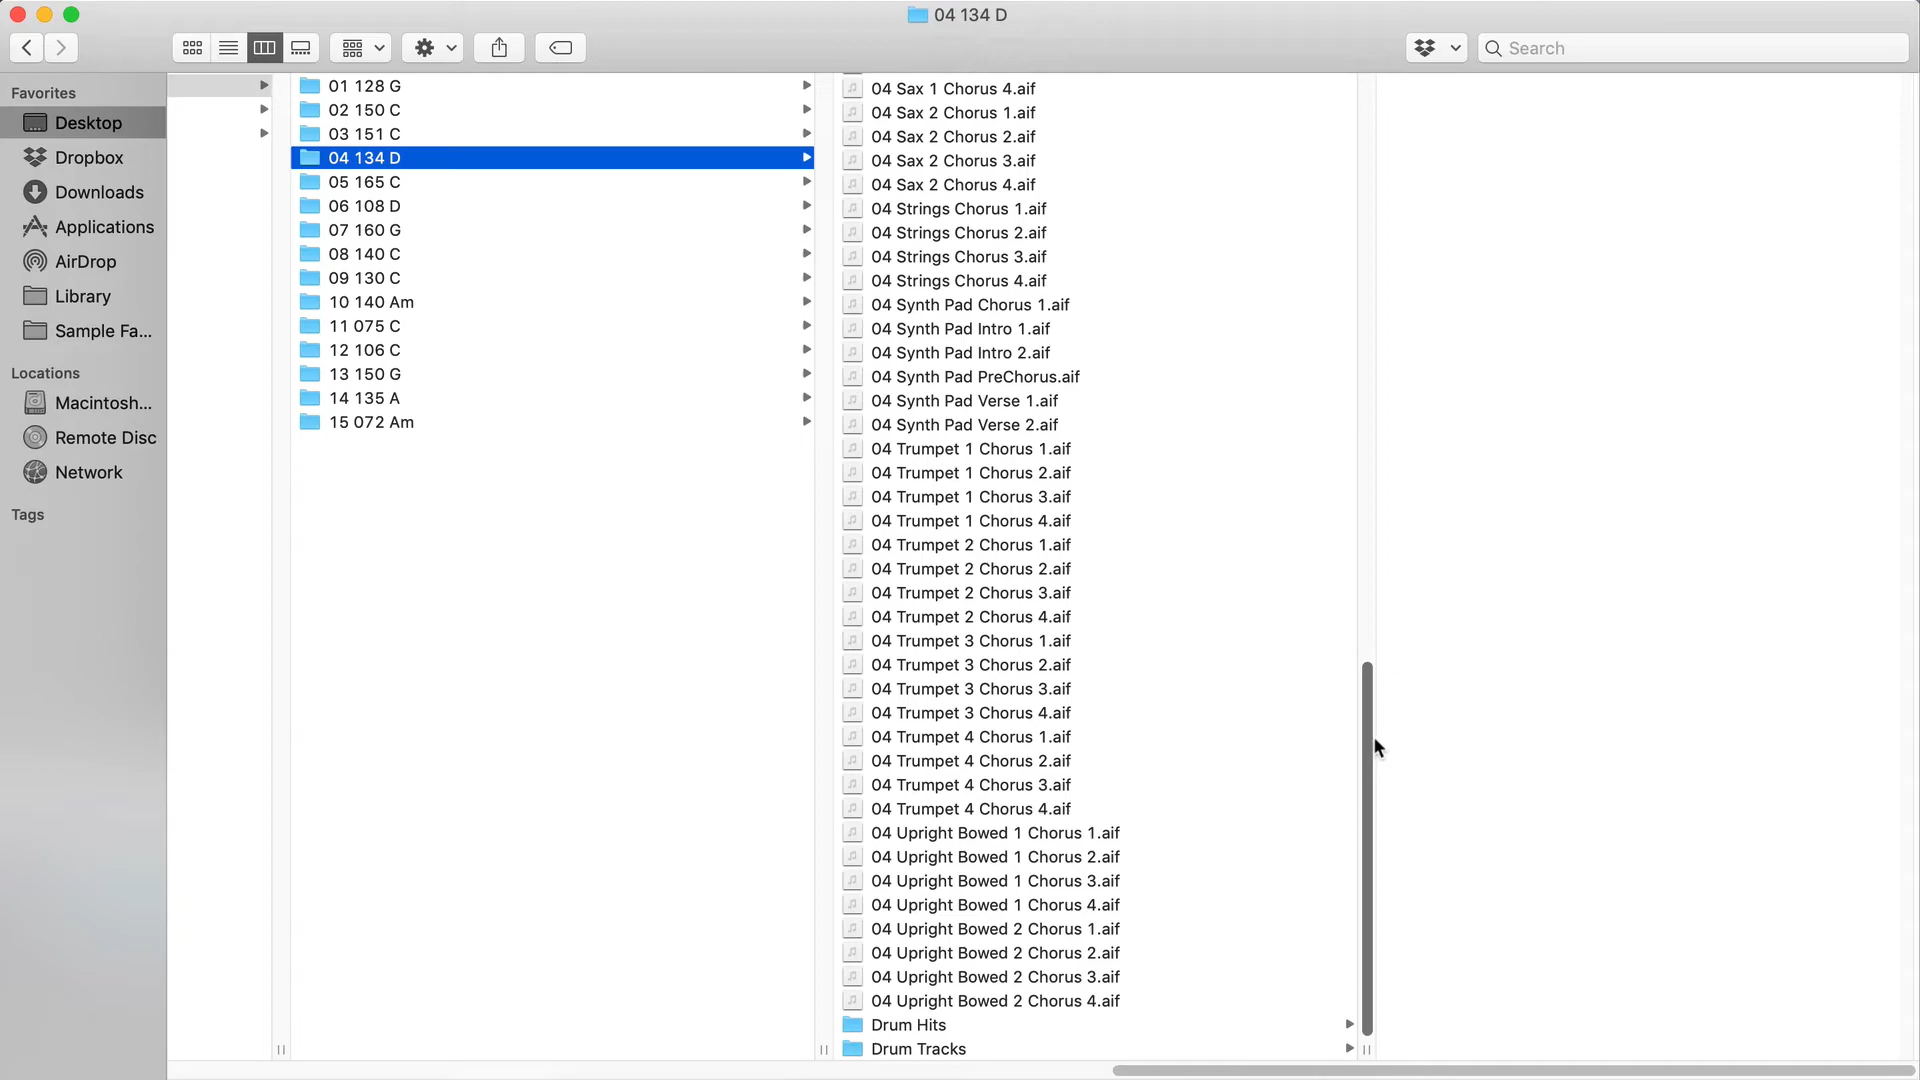 04 134 D
Search
Favorites
Desktop
Dropbox
Downloads
Applications
AirDrop
Library
Sample Fa...
Locations
Macintosh...
Remote Disc
Network
Tags
01 128 G
02 150 C
03 151 C
04 134 D
05 165 C
06 108 D
07 160 G
08 140 C
09 130 C
10 140 Am
11 075 C
12 106 C
13 150 G
14 135 A
15 072 Am
04 Sax 1 Chorus 4.aif
04 Sax 2 Chorus 1.aif
04 Sax 2 Chorus 2.aif
04 Sax 2 Chorus 3.aif
04 Sax 2 Chorus 4.aif
04 Strings Chorus 1.aif
04 Strings Chorus 2.aif
04 Strings Chorus 3.aif
04 Strings Chorus 4.aif
04 Synth Pad Chorus 1.aif
04 Synth Pad Intro 1.aif
04 Synth Pad Intro 2.aif
04 Synth Pad PreChorus.aif
04 Synth Pad Verse 1.aif
04 Synth Pad Verse 2.aif
04 Trumpet 1 Chorus 1.aif
04 Trumpet 1 Chorus 2.aif
04 Trumpet 1 Chorus 3.aif
04 Trumpet 1 Chorus 4.aif
04 Trumpet 2 Chorus 1.aif
04 Trumpet 2 Chorus 2.aif
04 Trumpet 2 Chorus 3.aif
04 Trumpet 2 Chorus 4.aif
04 Trumpet 3 Chorus 1.aif
04 Trumpet 3 Chorus 2.aif
04 Trumpet 3 Chorus 3.aif
04 Trumpet 3 Chorus 4.aif
04 Trumpet 4 Chorus 1.aif
04 Trumpet 4 Chorus 2.aif
04 Trumpet 4 Chorus 3.aif
04 Trumpet 4 Chorus 4.aif
04 Upright Bowed 1 Chorus 1.aif
04 Upright Bowed 1 Chorus 2.aif
04 Upright Bowed 1 Chorus 3.aif
04 Upright Bowed 1 Chorus 4.aif
04 Upright Bowed 2 Chorus 1.aif
04 Upright Bowed 2 Chorus 2.aif
04 Upright Bowed 2 Chorus 3.aif
04 Upright Bowed 2 Chorus 4.aif
Drum Hits
Drum Tracks